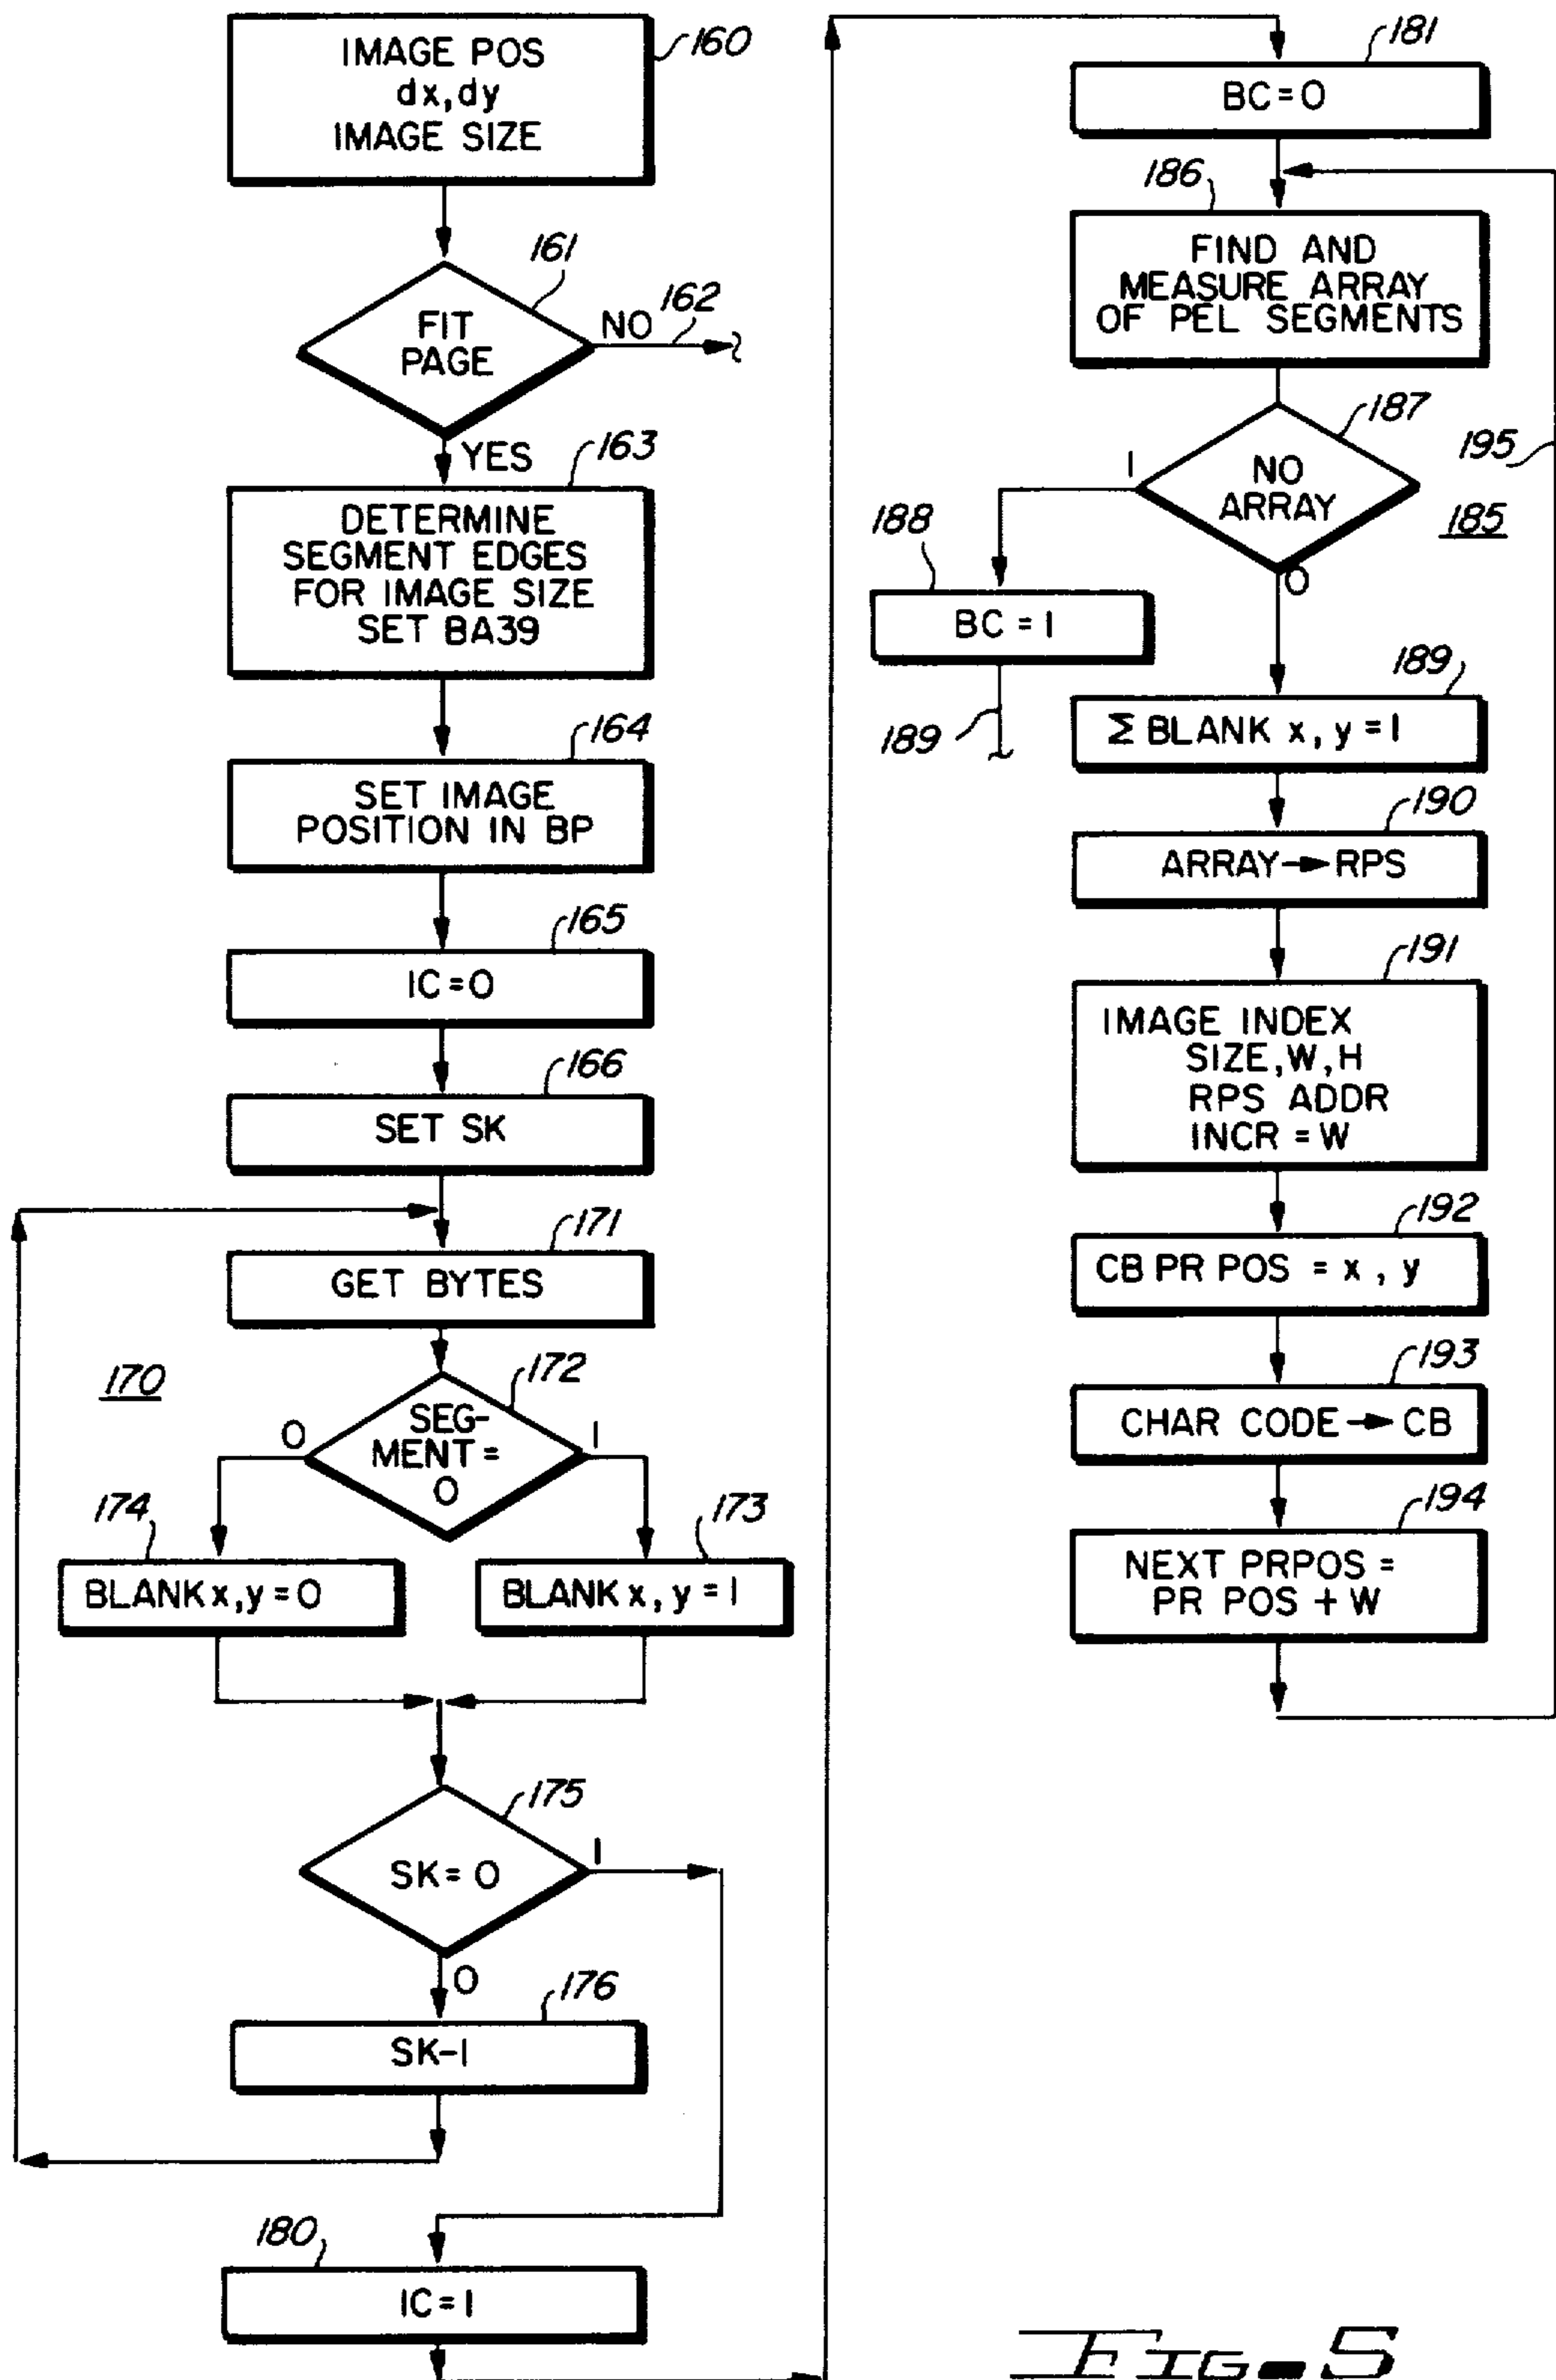 IMAGE POS
dx,dy
IMAGE SIZE
160
161
FIT
PAGE
NO
162
YES
163
DETERMINE
SEGMENT EDGES
FOR IMAGE SIZE
SET BA39
164
SET IMAGE
POSITION IN BP
165
IC=0
166
SET SK
171
GET BYTES
170
172
SEG-
MENT=
0
0
1
174
173
BLANK x,y=0
BLANK x,y=1
175
SK=0
1
0
176
SK-1
180
IC=1
181
BC=0
186
FIND AND
MEASURE ARRAY
OF PEL SEGMENTS
187
NO
ARRAY
1
0
195
185
188
BC=1
189
189
Σ BLANK x,y=1
190
ARRAY→RPS
191
IMAGE INDEX
SIZE,W,H
RPS ADDR
INCR=W
192
CB PR POS = x, y
193
CHAR CODE→CB
194
NEXT PRPOS=
PR POS + W
FIG. 5